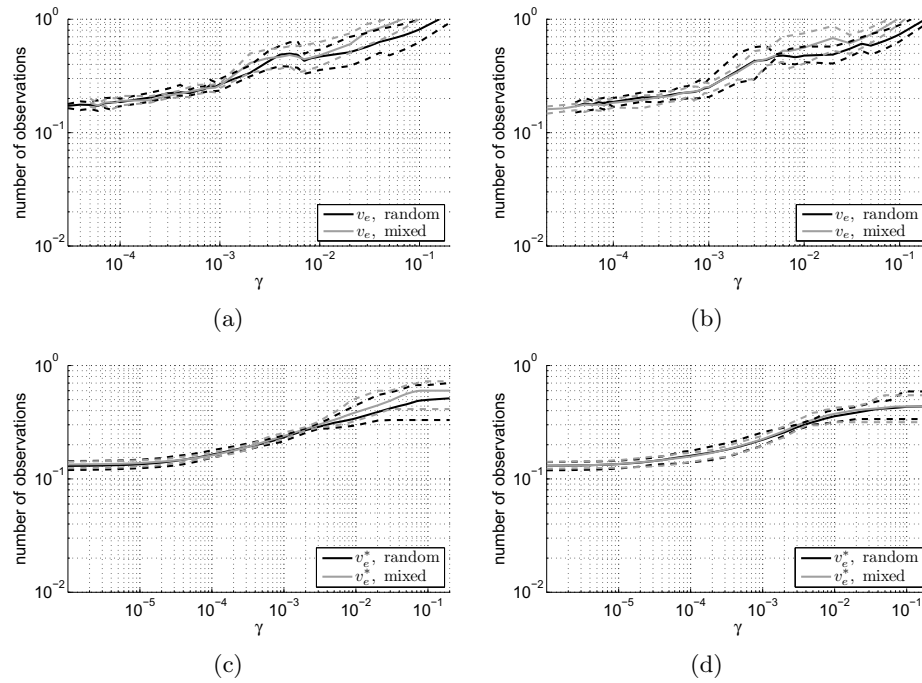 10^0
10^0
number of observations
10^-1
10^-2
v_e, random
v_e, mixed
10^-4
10^-3
10^-2
10^-1
γ
(a)
number of observations
10^-1
10^-2
v_e, random
v_e, mixed
10^-4
10^-3
10^-2
10^-1
γ
(b)
10^0
number of observations
10^-1
10^-2
v_e^*, random
v_e^*, mixed
10^-5
10^-4
10^-3
10^-2
10^-1
γ
(c)
10^0
number of observations
10^-1
10^-2
v_e^*, random
v_e^*, mixed
10^-5
10^-4
10^-3
10^-2
10^-1
γ
(d)